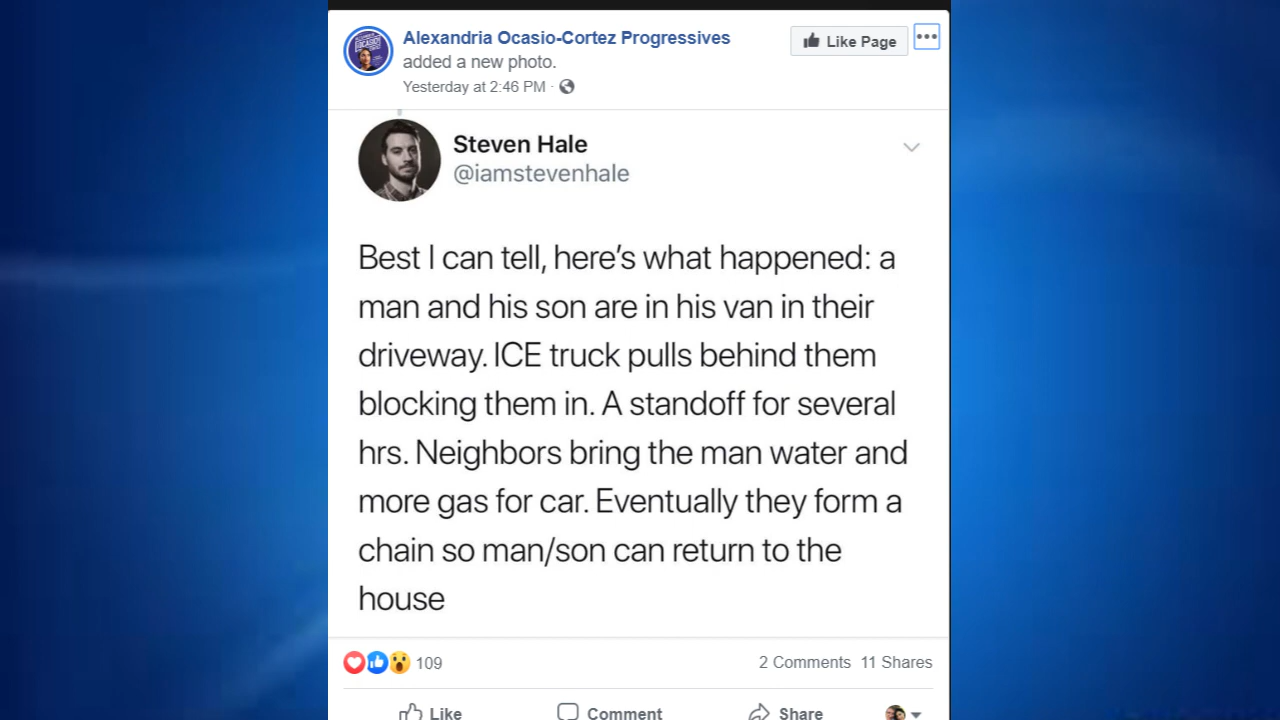 Alexandria Ocasio-Cortez Progressives
added a new photo.
Yesterday at 2:46 PM ·
Like Page
Steven Hale
@iamstevenhale
Best I can tell, here's what happened: a
man and his son are in his van in their
driveway. ICE truck pulls behind them
blocking them in. A standoff for several
hrs. Neighbors bring the man water and
more gas for car. Eventually they form a
chain so man/son can return to the
house
109
2 Comments 11 Shares
Like Comment Share